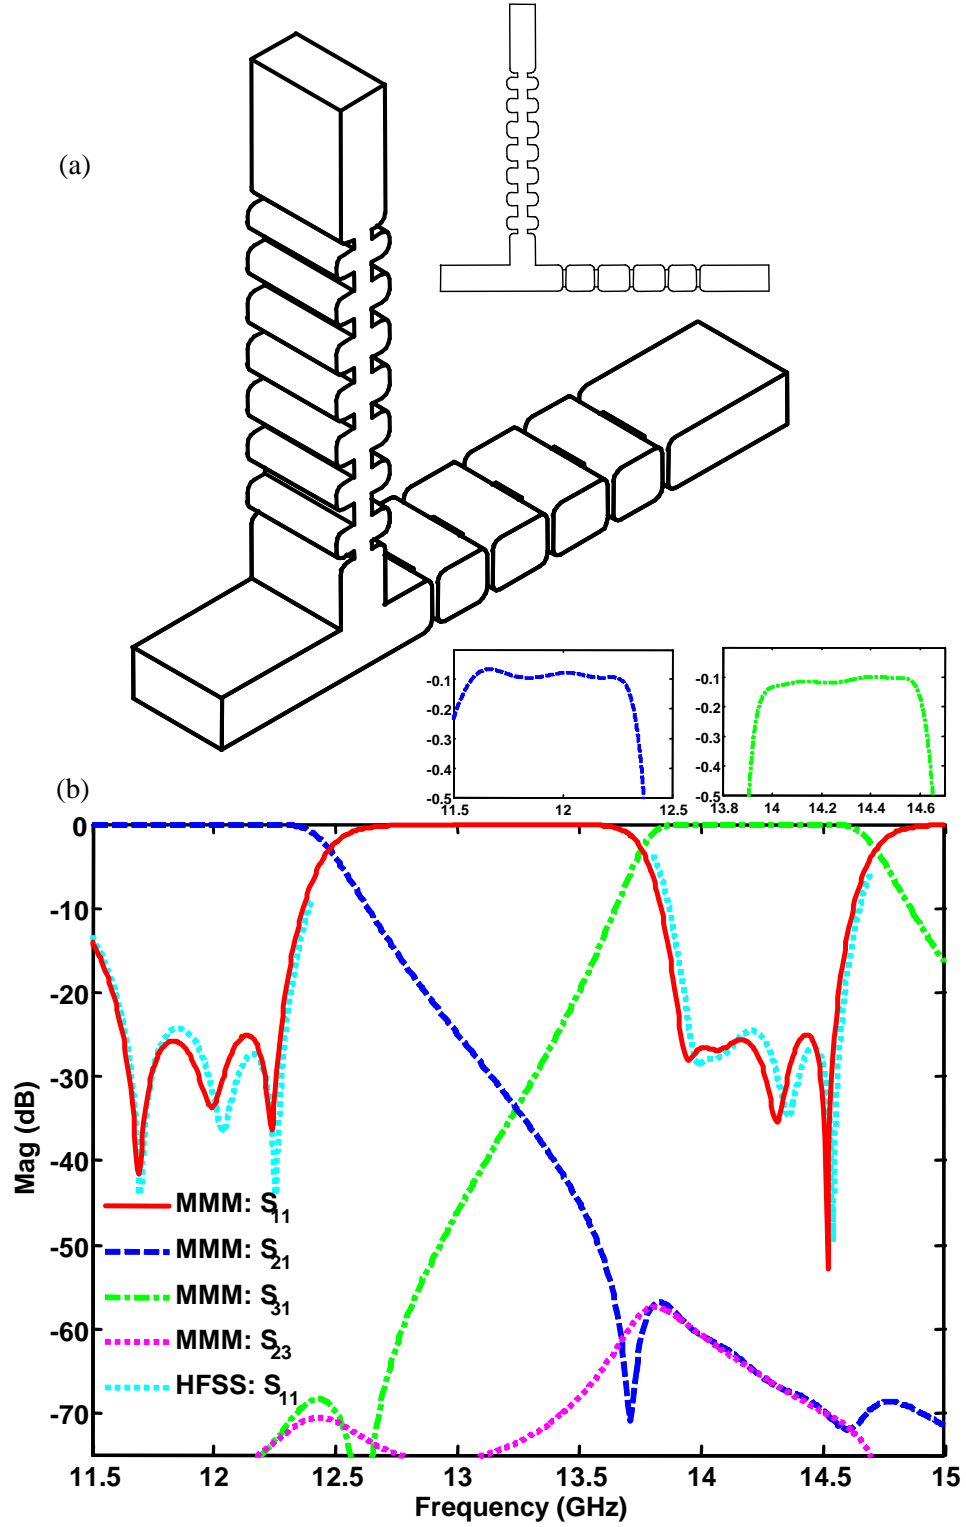 (a)
-0.1
-0.2
-0.3
-0.4
-0.5
11.5 12 12.5
-0.1
-0.2
-0.3
-0.4
-0.5
13.8 14 14.2 14.4 14.6
(b)
0
-10
-20
-30
-40
-50
-60
-70
Mag (dB)
MMM: S11
MMM: S21
MMM: S31
MMM: S23
HFSS: S11
11.5 12 12.5 13 13.5 14 14.5 15
Frequency (GHz)